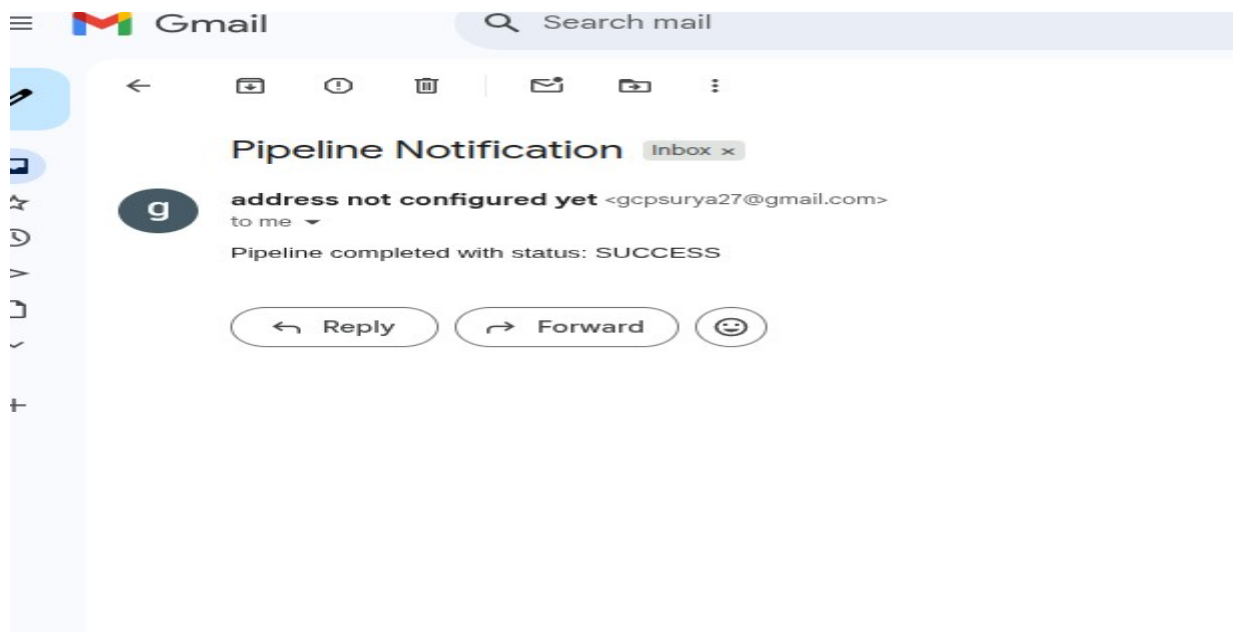 Gmail
Search mail
Pipeline Notification Inbox ×
g
address not configured yet <gcpsurya27@gmail.com>
to me
Pipeline completed with status: SUCCESS
Reply
Forward